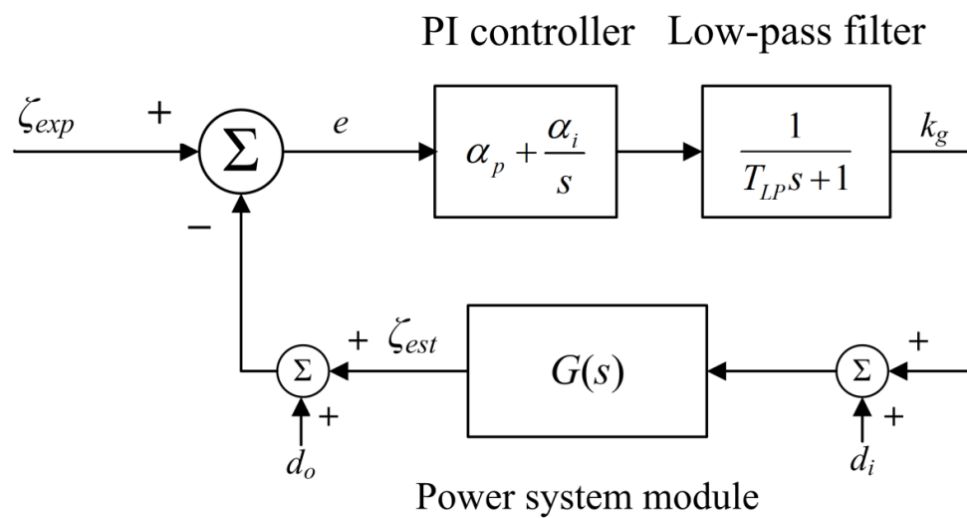 PI controller Low-pass filter
ζexp + Σ e αp + αi/s 1/(TLPs + 1) kg
−
+ ζest G(s) +
Σ Σ
+ +
do di
Power system module